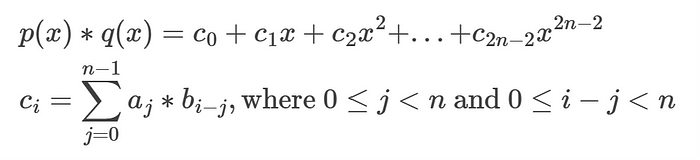 p(x) * q(x) = c₀ + c₁x + c₂x² + … + c₂ₙ₋₂x²ⁿ⁻²
cᵢ = ∑ⱼ₌₀ⁿ⁻¹ aⱼ * bᵢ₋ⱼ, where 0 ≤ j < n and 0 ≤ i − j < n